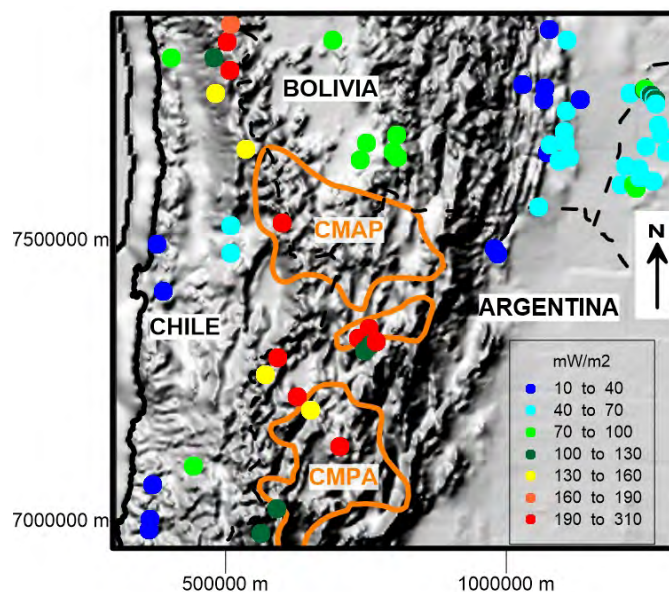 BOLIVIA
CMAP
7500000 m
N
CHILE
ARGENTINA
mW/m2
10 to 40
40 to 70
70 to 100
100 to 130
130 to 160
160 to 190
190 to 310
CMPA
7000000 m
500000 m
1000000 m